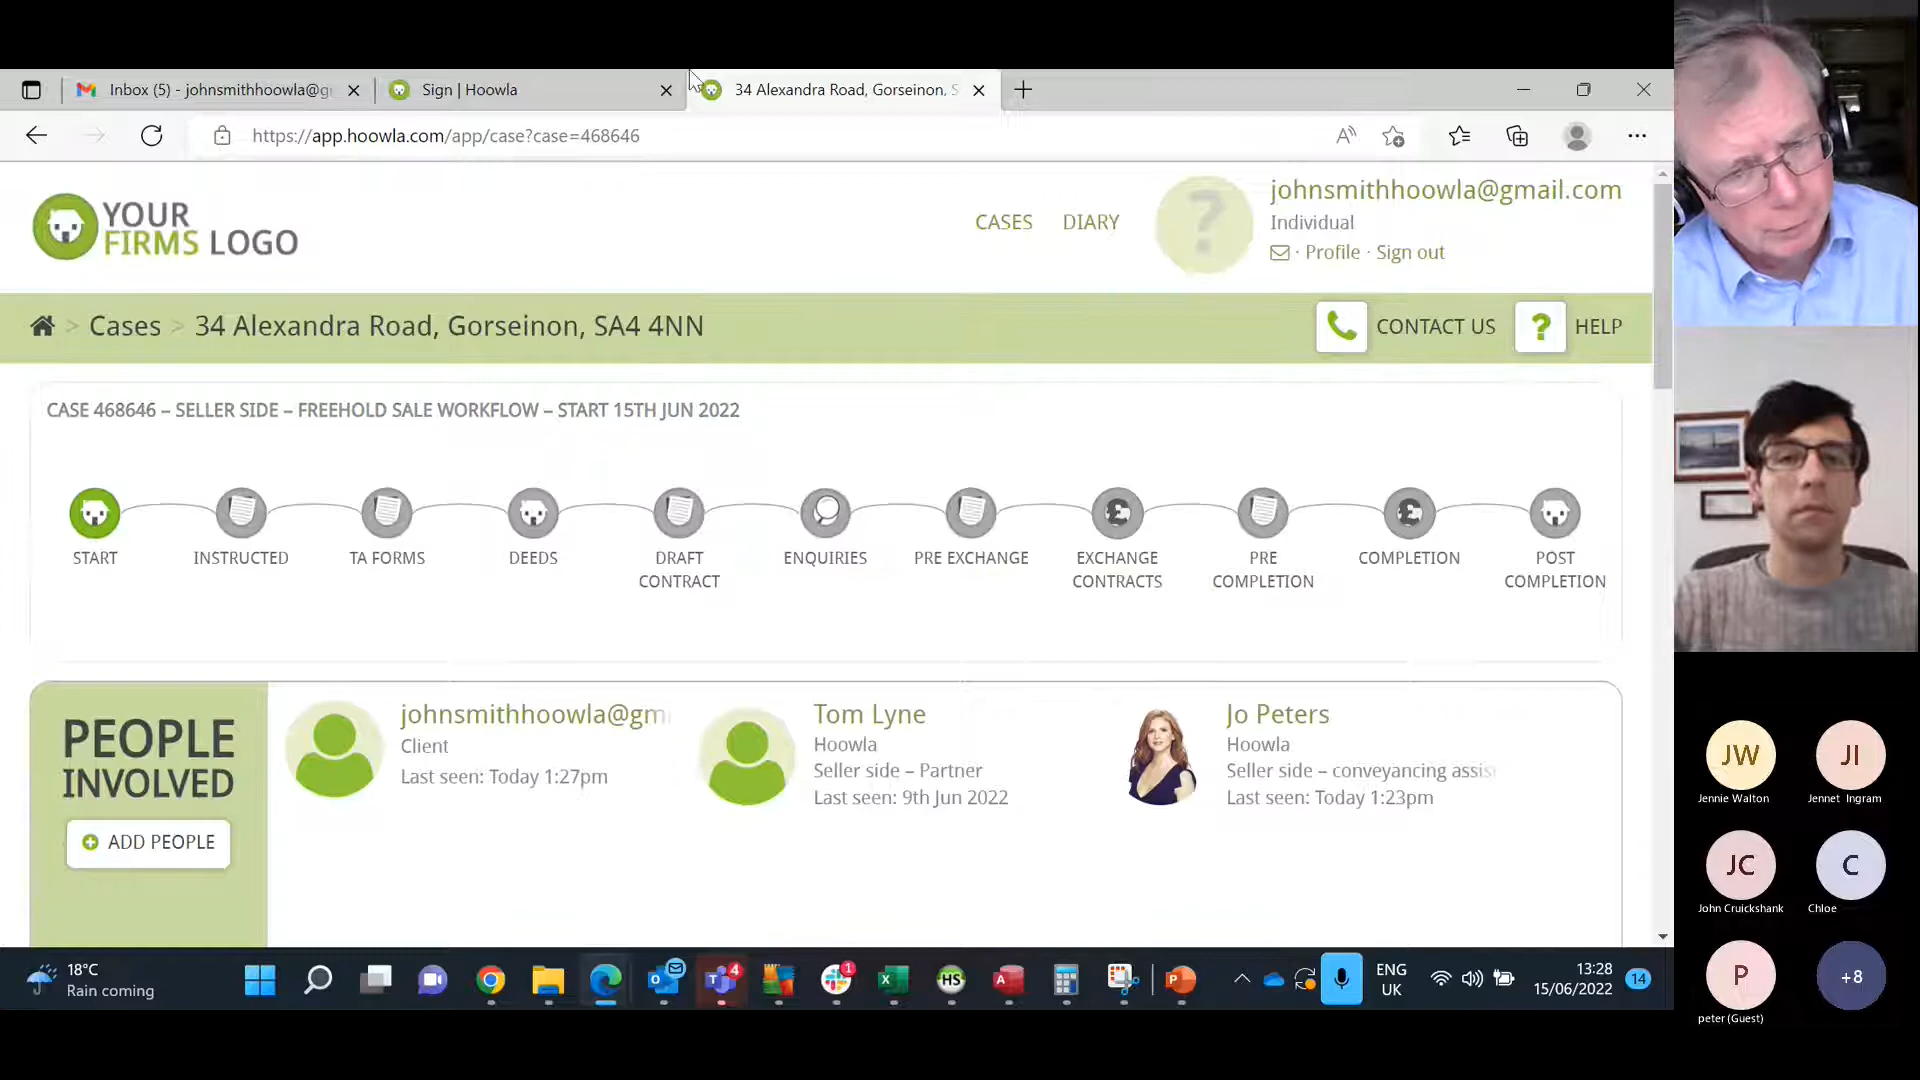 Inbox (5) - johnsmithhoowla@g
Sign | Hoowla
34 Alexandra Road, Gorseinon, S
https://app.hoowla.com/app/case?case=468646
YOUR
FIRMS LOGO
CASES
DIARY
johnsmithhoowla@gmail.com
Individual
· Profile · Sign out
> Cases > 34 Alexandra Road, Gorseinon, SA4 4NN
CONTACT US
? HELP
CASE 468646 – SELLER SIDE – FREEHOLD SALE WORKFLOW – START 15TH JUN 2022
START
INSTRUCTED
TA FORMS
DEEDS
DRAFT
CONTRACT
ENQUIRIES
PRE EXCHANGE
EXCHANGE
CONTRACTS
PRE
COMPLETION
COMPLETION
POST
COMPLETION
PEOPLE
INVOLVED
ADD PEOPLE
johnsmithhoowla@gm
Client
Last seen: Today 1:27pm
Tom Lyne
Hoowla
Seller side – Partner
Last seen: 9th Jun 2022
Jo Peters
Hoowla
Seller side – conveyancing assis
Last seen: Today 1:23pm
JW
Jennie Walton
JI
Jennet Ingram
JC
John Cruickshank
C
Chloe
P
peter (Guest)
+8
18°C
Rain coming
4
1
HS
ENG
UK
13:28
15/06/2022
14